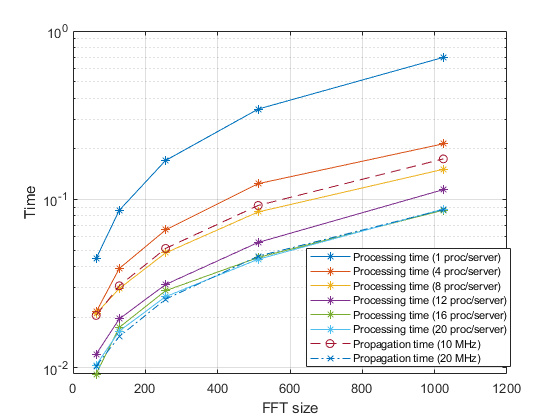 10^0
10^-1
10^-2
Time
0
200
400
600
800
1000
1200
FFT size
Processing time (1 proc/server)
Processing time (4 proc/server)
Processing time (8 proc/server)
Processing time (12 proc/server)
Processing time (16 proc/server)
Processing time (20 proc/server)
Propagation time (10 MHz)
Propagation time (20 MHz)